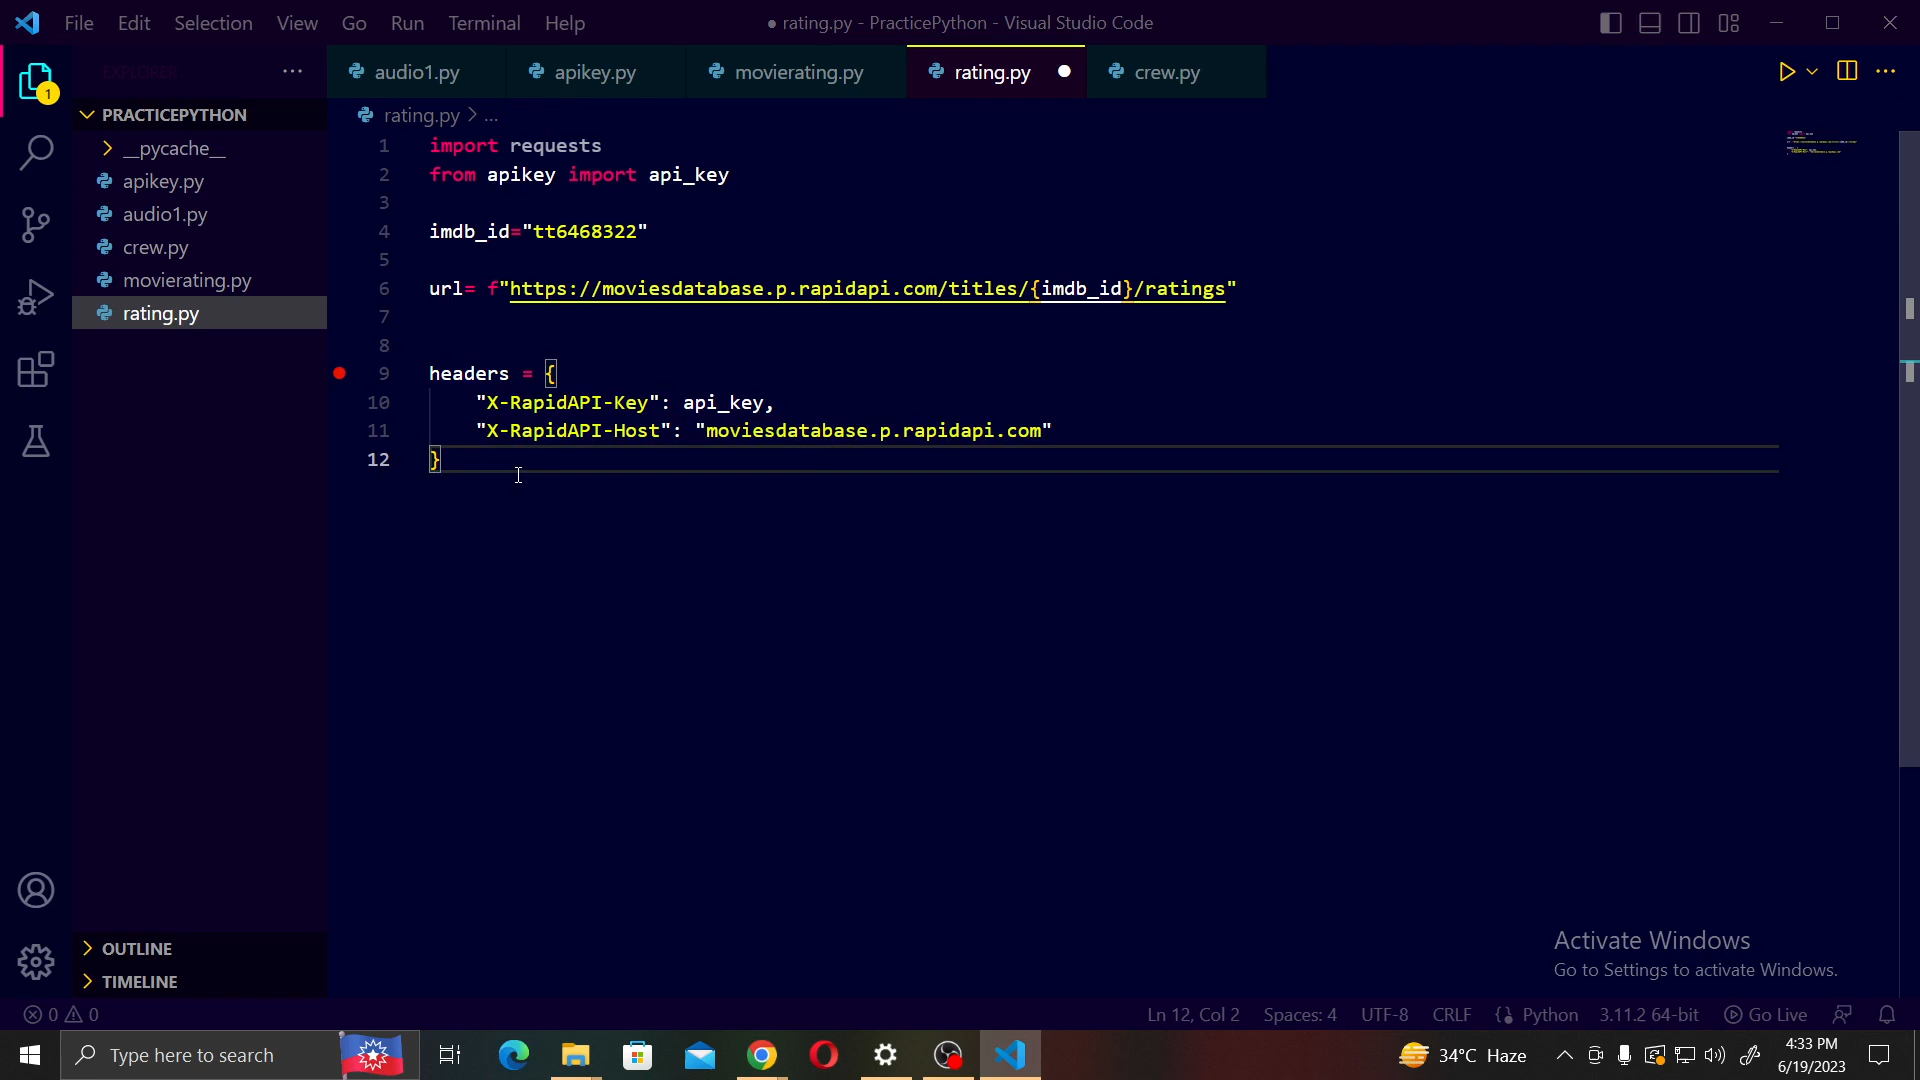 File Edit Selection View Go Run Terminal Help
● rating.py - PracticePython - Visual Studio Code
EXPLORER
audio1.py apikey.py movierating.py rating.py crew.py
1
PRACTICEPYTHON
__pycache__
apikey.py
audio1.py
crew.py
movierating.py
rating.py
rating.py > ...
1 import requests
2 from apikey import api_key
3
4 imdb_id="tt6468322"
5
6 url= f"https://moviesdatabase.p.rapidapi.com/titles/{imdb_id}/ratings"
7
8
9 headers = {
10 "X-RapidAPI-Key": api_key,
11 "X-RapidAPI-Host": "moviesdatabase.p.rapidapi.com"
12 }
OUTLINE
TIMELINE
Activate Windows
Go to Settings to activate Windows.
0 0
Ln 12, Col 2 Spaces: 4 UTF-8 CRLF Python 3.11.2 64-bit Go Live
Type here to search
34°C Haze
4:33 PM
6/19/2023